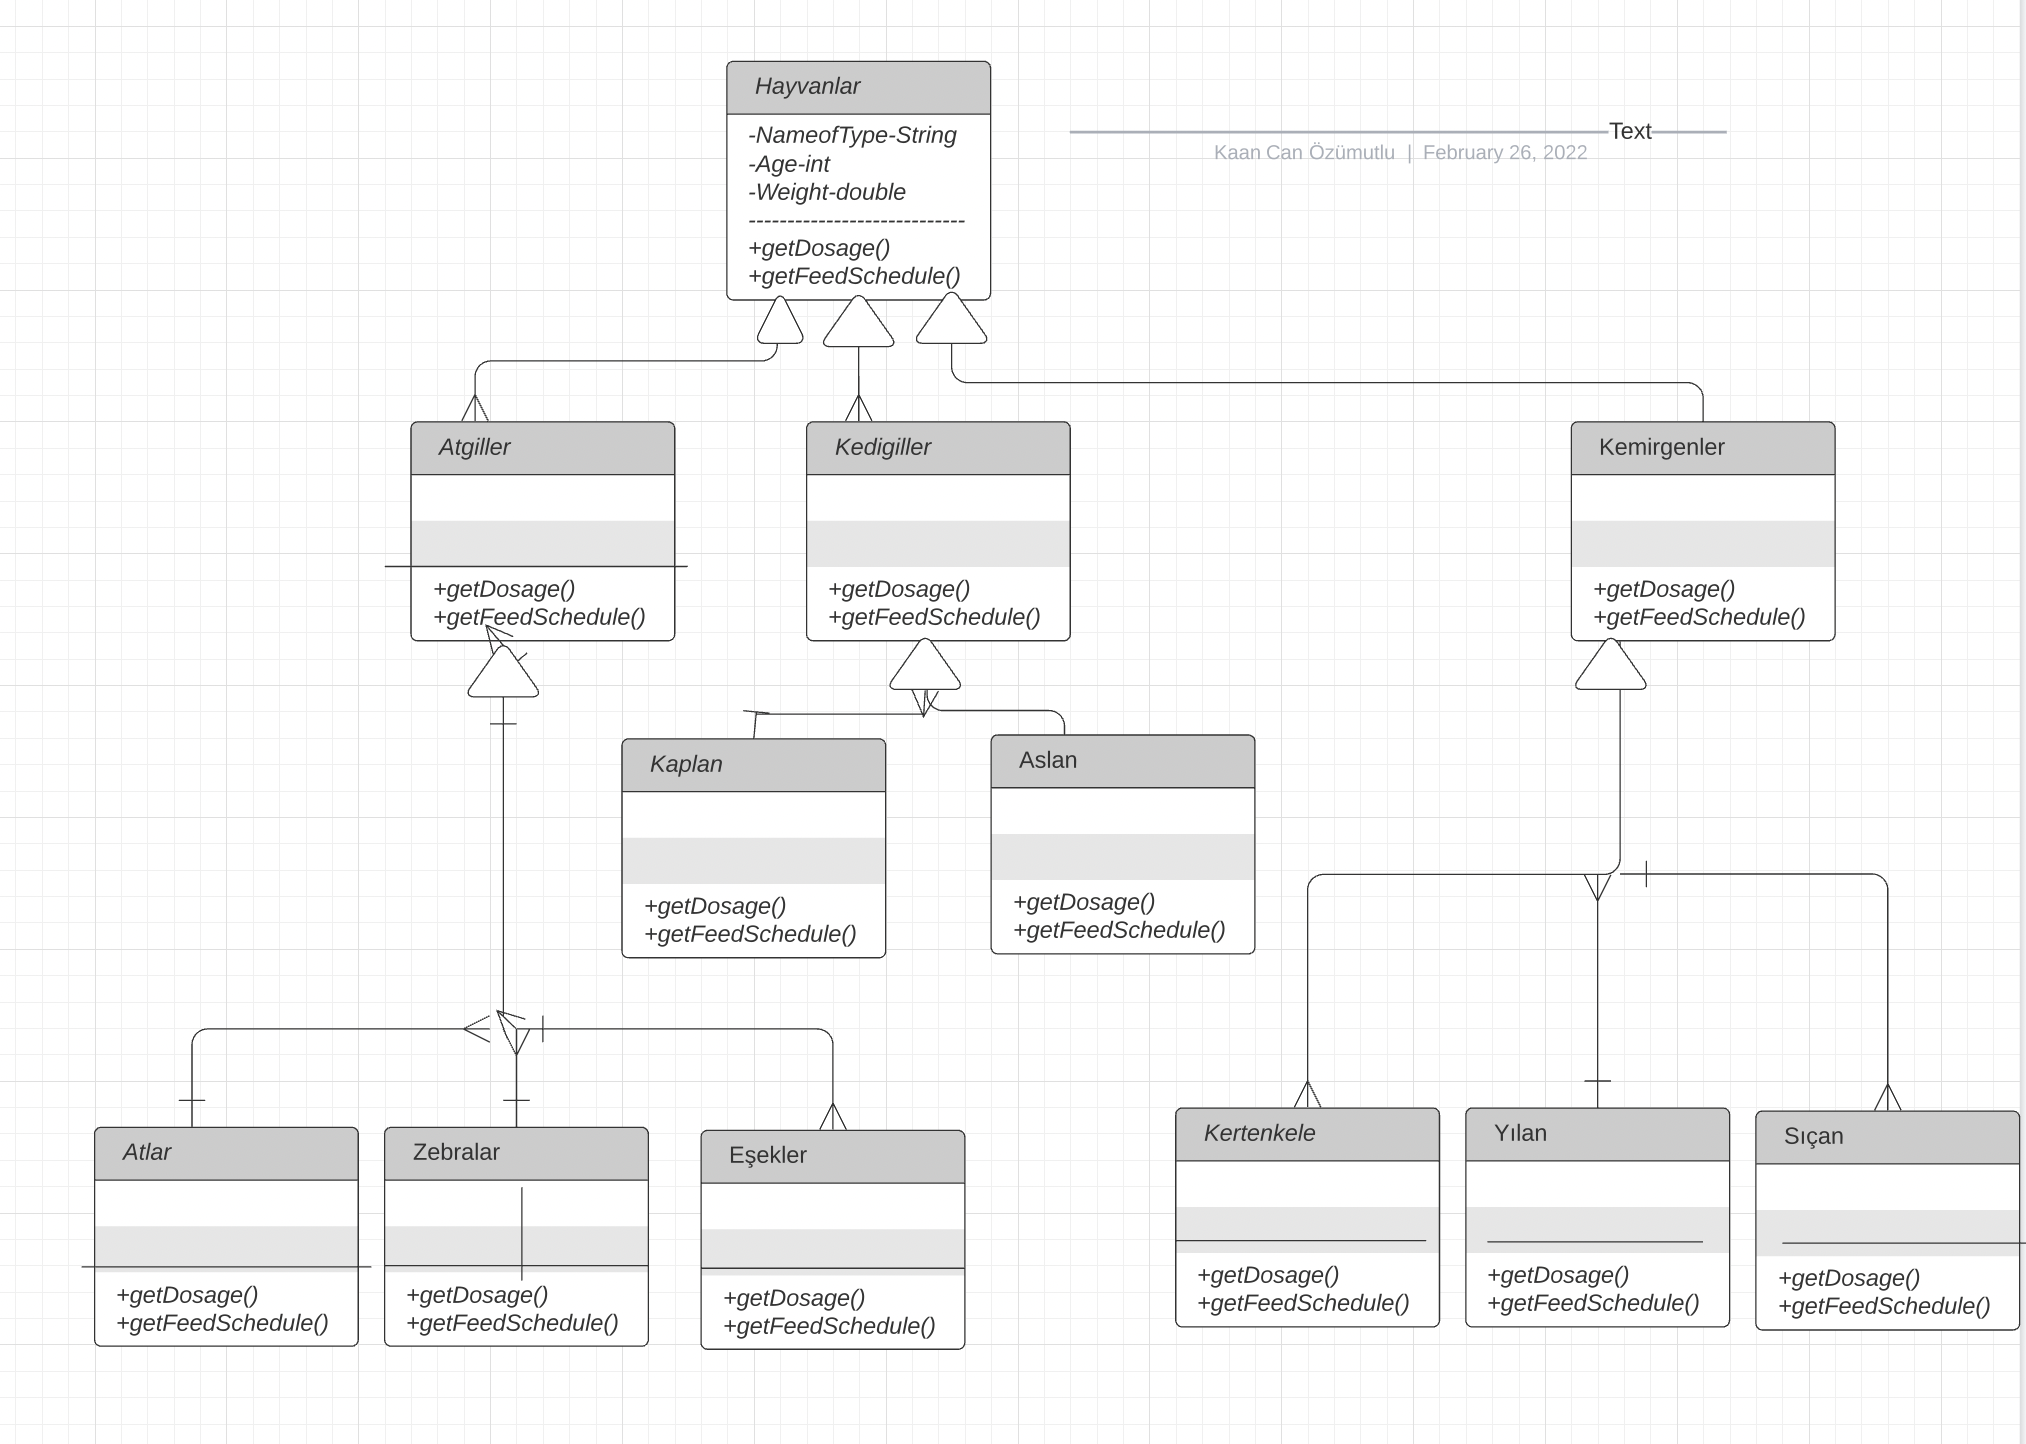 Hayvanlar
-NameofType-String
-Age-int
-Weight-double
----------------------------
+getDosage()
+getFeedSchedule()
Text
Kaan Can Özümutlu | February 26, 2022
Atgiller
+getDosage()
+getFeedSchedule()
Kedigiller
+getDosage()
+getFeedSchedule()
Kemirgenler
+getDosage()
+getFeedSchedule()
Kaplan
+getDosage()
+getFeedSchedule()
Aslan
+getDosage()
+getFeedSchedule()
Atlar
+getDosage()
+getFeedSchedule()
Zebralar
+getDosage()
+getFeedSchedule()
Eşekler
+getDosage()
+getFeedSchedule()
Kertenkele
+getDosage()
+getFeedSchedule()
Yılan
+getDosage()
+getFeedSchedule()
Sıçan
+getDosage()
+getFeedSchedule()